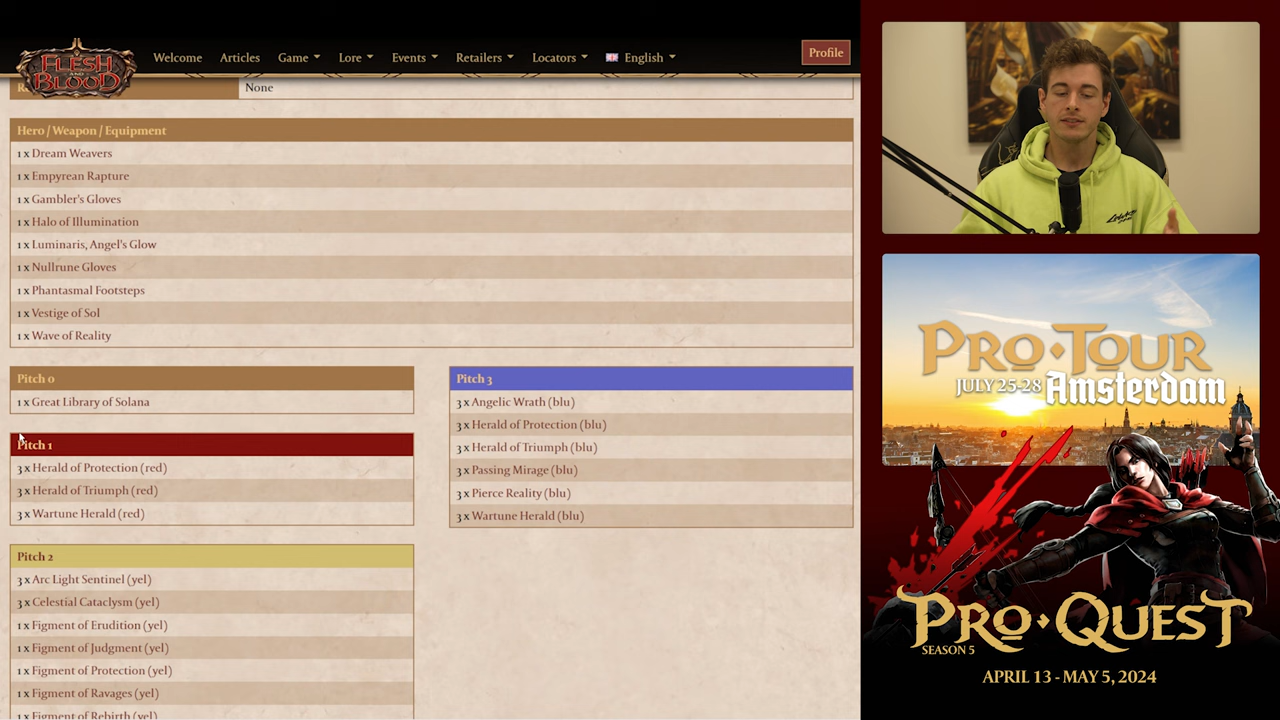 FLESH
AND
BLOOD
Welcome
Articles
Game
Lore
Events
Retailers
Locators
English
Profile
None
Hero / Weapon / Equipment
1 x Dream Weavers
1 x Empyrean Rapture
1 x Gambler's Gloves
1 x Halo of Illumination
1 x Luminaris, Angel's Glow
1 x Nullrune Gloves
1 x Phantasmal Footsteps
1 x Vestige of Sol
1 x Wave of Reality
Pitch 0
1 x Great Library of Solana
Pitch 1
3 x Herald of Protection (red)
3 x Herald of Triumph (red)
3 x Wartune Herald (red)
Pitch 2
3 x Arc Light Sentinel (yel)
3 x Celestial Cataclysm (yel)
1 x Figment of Erudition (yel)
1 x Figment of Judgment (yel)
1 x Figment of Protection (yel)
1 x Figment of Ravages (yel)
1 x Figment of Rebirth (yel)
Pitch 3
3 x Angelic Wrath (blu)
3 x Herald of Protection (blu)
3 x Herald of Triumph (blu)
3 x Passing Mirage (blu)
3 x Pierce Reality (blu)
3 x Wartune Herald (blu)
PRO•TOUR
JULY 25-28 Amsterdam
PRO•QUEST
SEASON 5
APRIL 13 - MAY 5, 2024